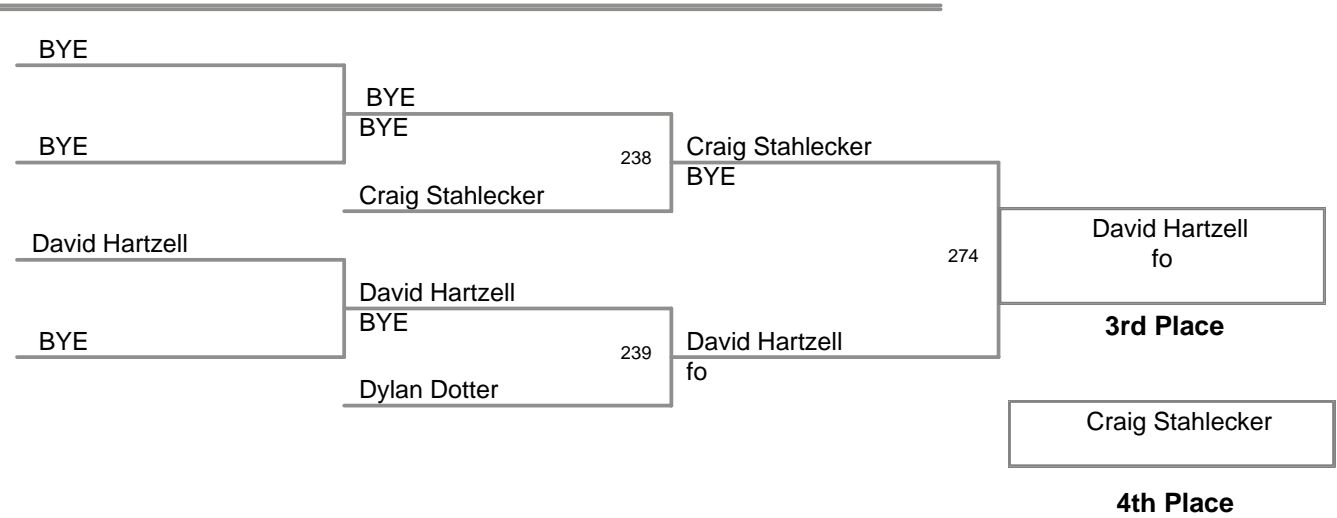 BYE
BYE
BYE
BYE
238
Craig Stahlecker
BYE
Craig Stahlecker
David Hartzell
David Hartzell
BYE
BYE
239
David Hartzell
fo
Dylan Dotter
274
David Hartzell
fo
3rd Place
Craig Stahlecker
4th Place